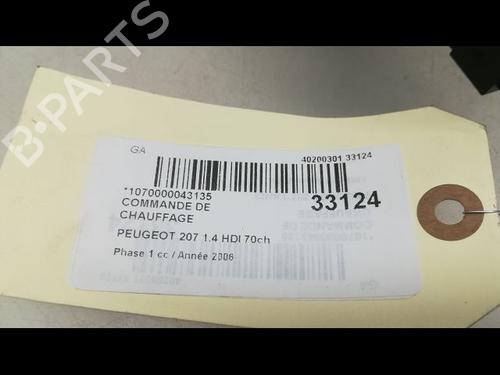 B-PARTS
GA
40200301 33124
*1070000043135
33124
COMMANDE DE
CHAUFFAGE
PEUGEOT 207 1.4 HDI 70ch
Phase 1 cc / Année 2006